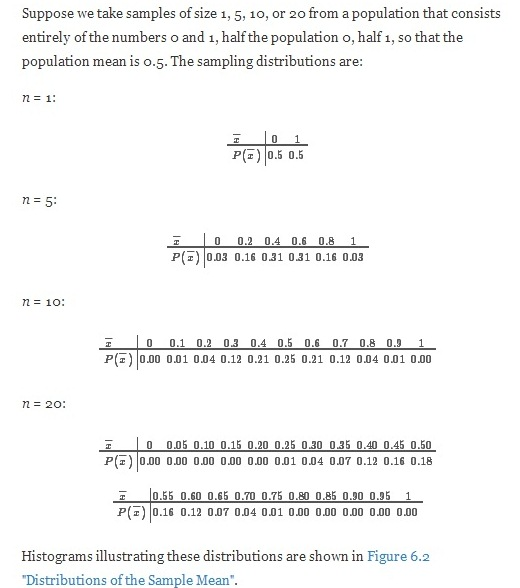 Suppose we take samples of size 1, 5, 10, or 20 from a population that consists
entirely of the numbers 0 and 1, half the population 0, half 1, so that the
population mean is 0.5. The sampling distributions are:
n = 1:
x̅ 0 1
P(x̅) 0.5 0.5
n = 5:
x̅ 0 0.2 0.4 0.6 0.8 1
P(x̅) 0.03 0.16 0.31 0.31 0.16 0.03
n = 10:
x̅ 0 0.1 0.2 0.3 0.4 0.5 0.6 0.7 0.8 0.9 1
P(x̅) 0.00 0.01 0.04 0.12 0.21 0.25 0.21 0.12 0.04 0.01 0.00
n = 20:
x̅ 0 0.05 0.10 0.15 0.20 0.25 0.30 0.35 0.40 0.45 0.50
P(x̅) 0.00 0.00 0.00 0.00 0.00 0.01 0.04 0.07 0.12 0.16 0.18
x̅ 0.55 0.60 0.65 0.70 0.75 0.80 0.85 0.90 0.95 1
P(x̅) 0.16 0.12 0.07 0.04 0.01 0.00 0.00 0.00 0.00 0.00
Histograms illustrating these distributions are shown in Figure 6.2
"Distributions of the Sample Mean".